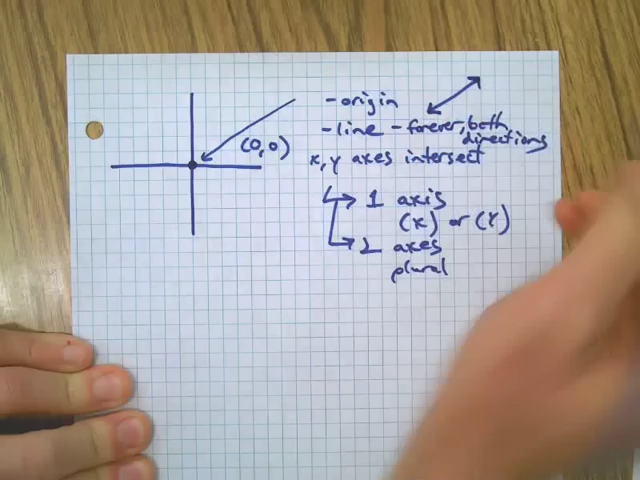 (0,0)
-origin
-line - forever, both
directions
x, y axes intersect
1 axis
(X) or (Y)
2 axes
plural